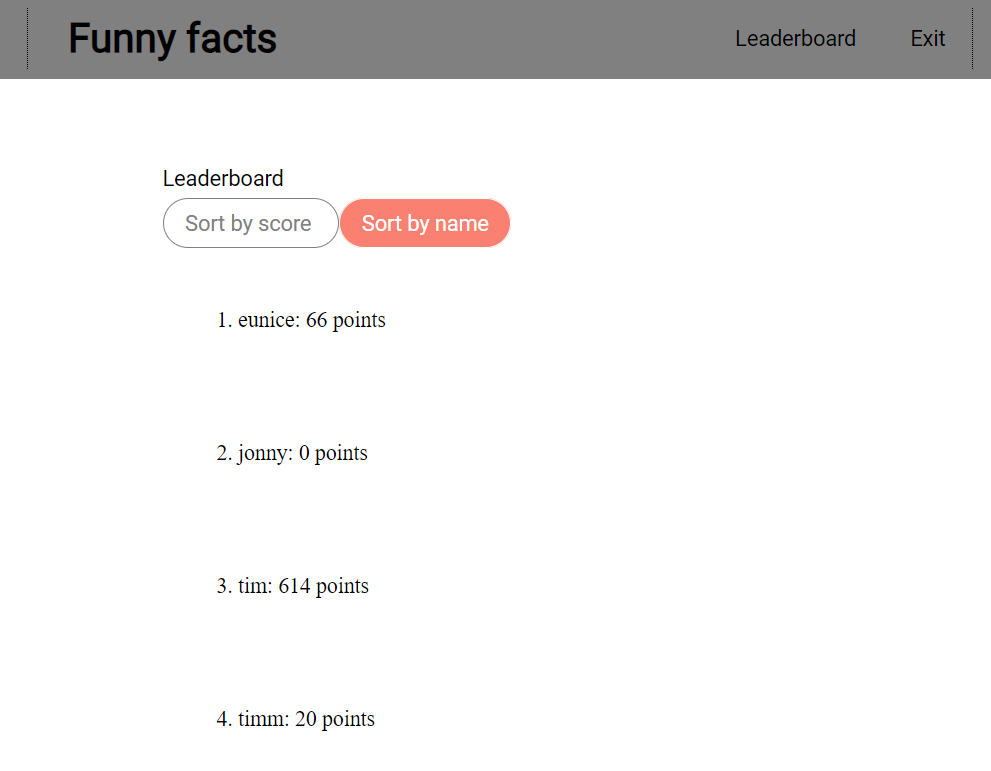 Funny facts
Leaderboard
Exit
Leaderboard
Sort by score
Sort by name
1. eunice: 66 points
2. jonny: 0 points
3. tim: 614 points
4. timm: 20 points